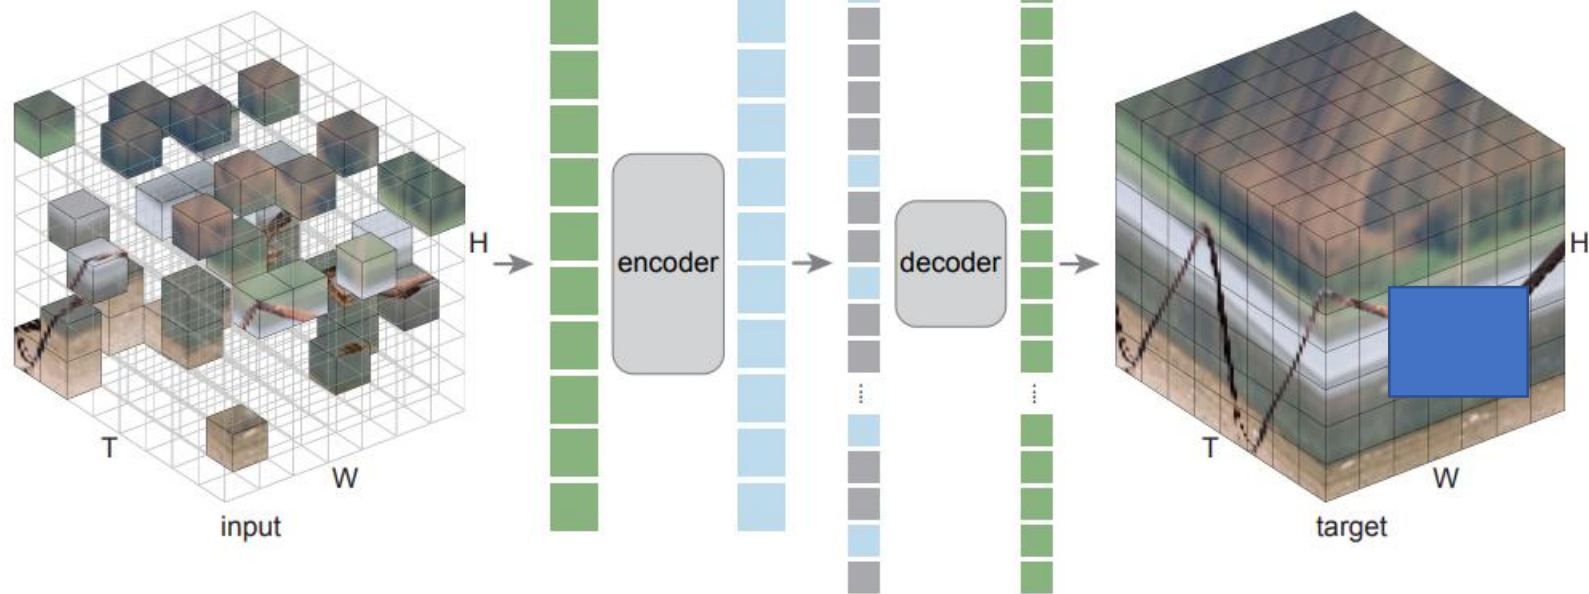 H
encoder
decoder
H
T
W
input
T
W
target